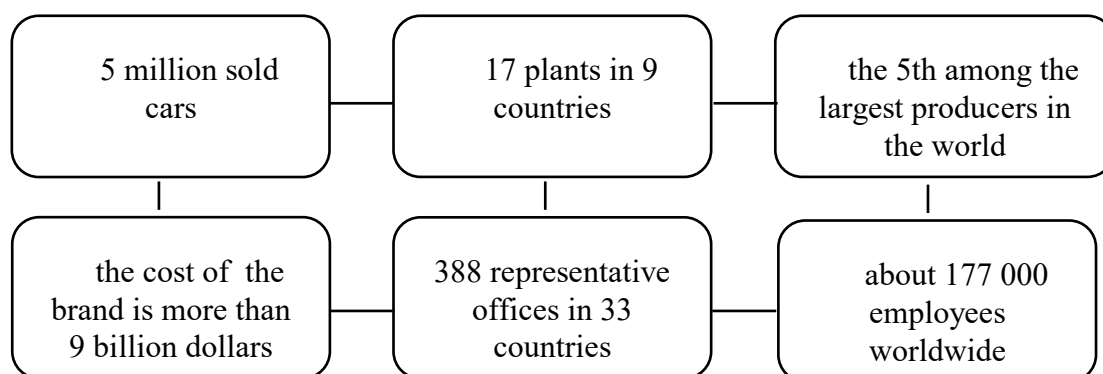 5 million sold
cars
17 plants in 9
countries
the 5th among the
largest producers in
the world
the cost of the
brand is more than
9 billion dollars
388 representative
offices in 33
countries
about 177 000
employees
worldwide